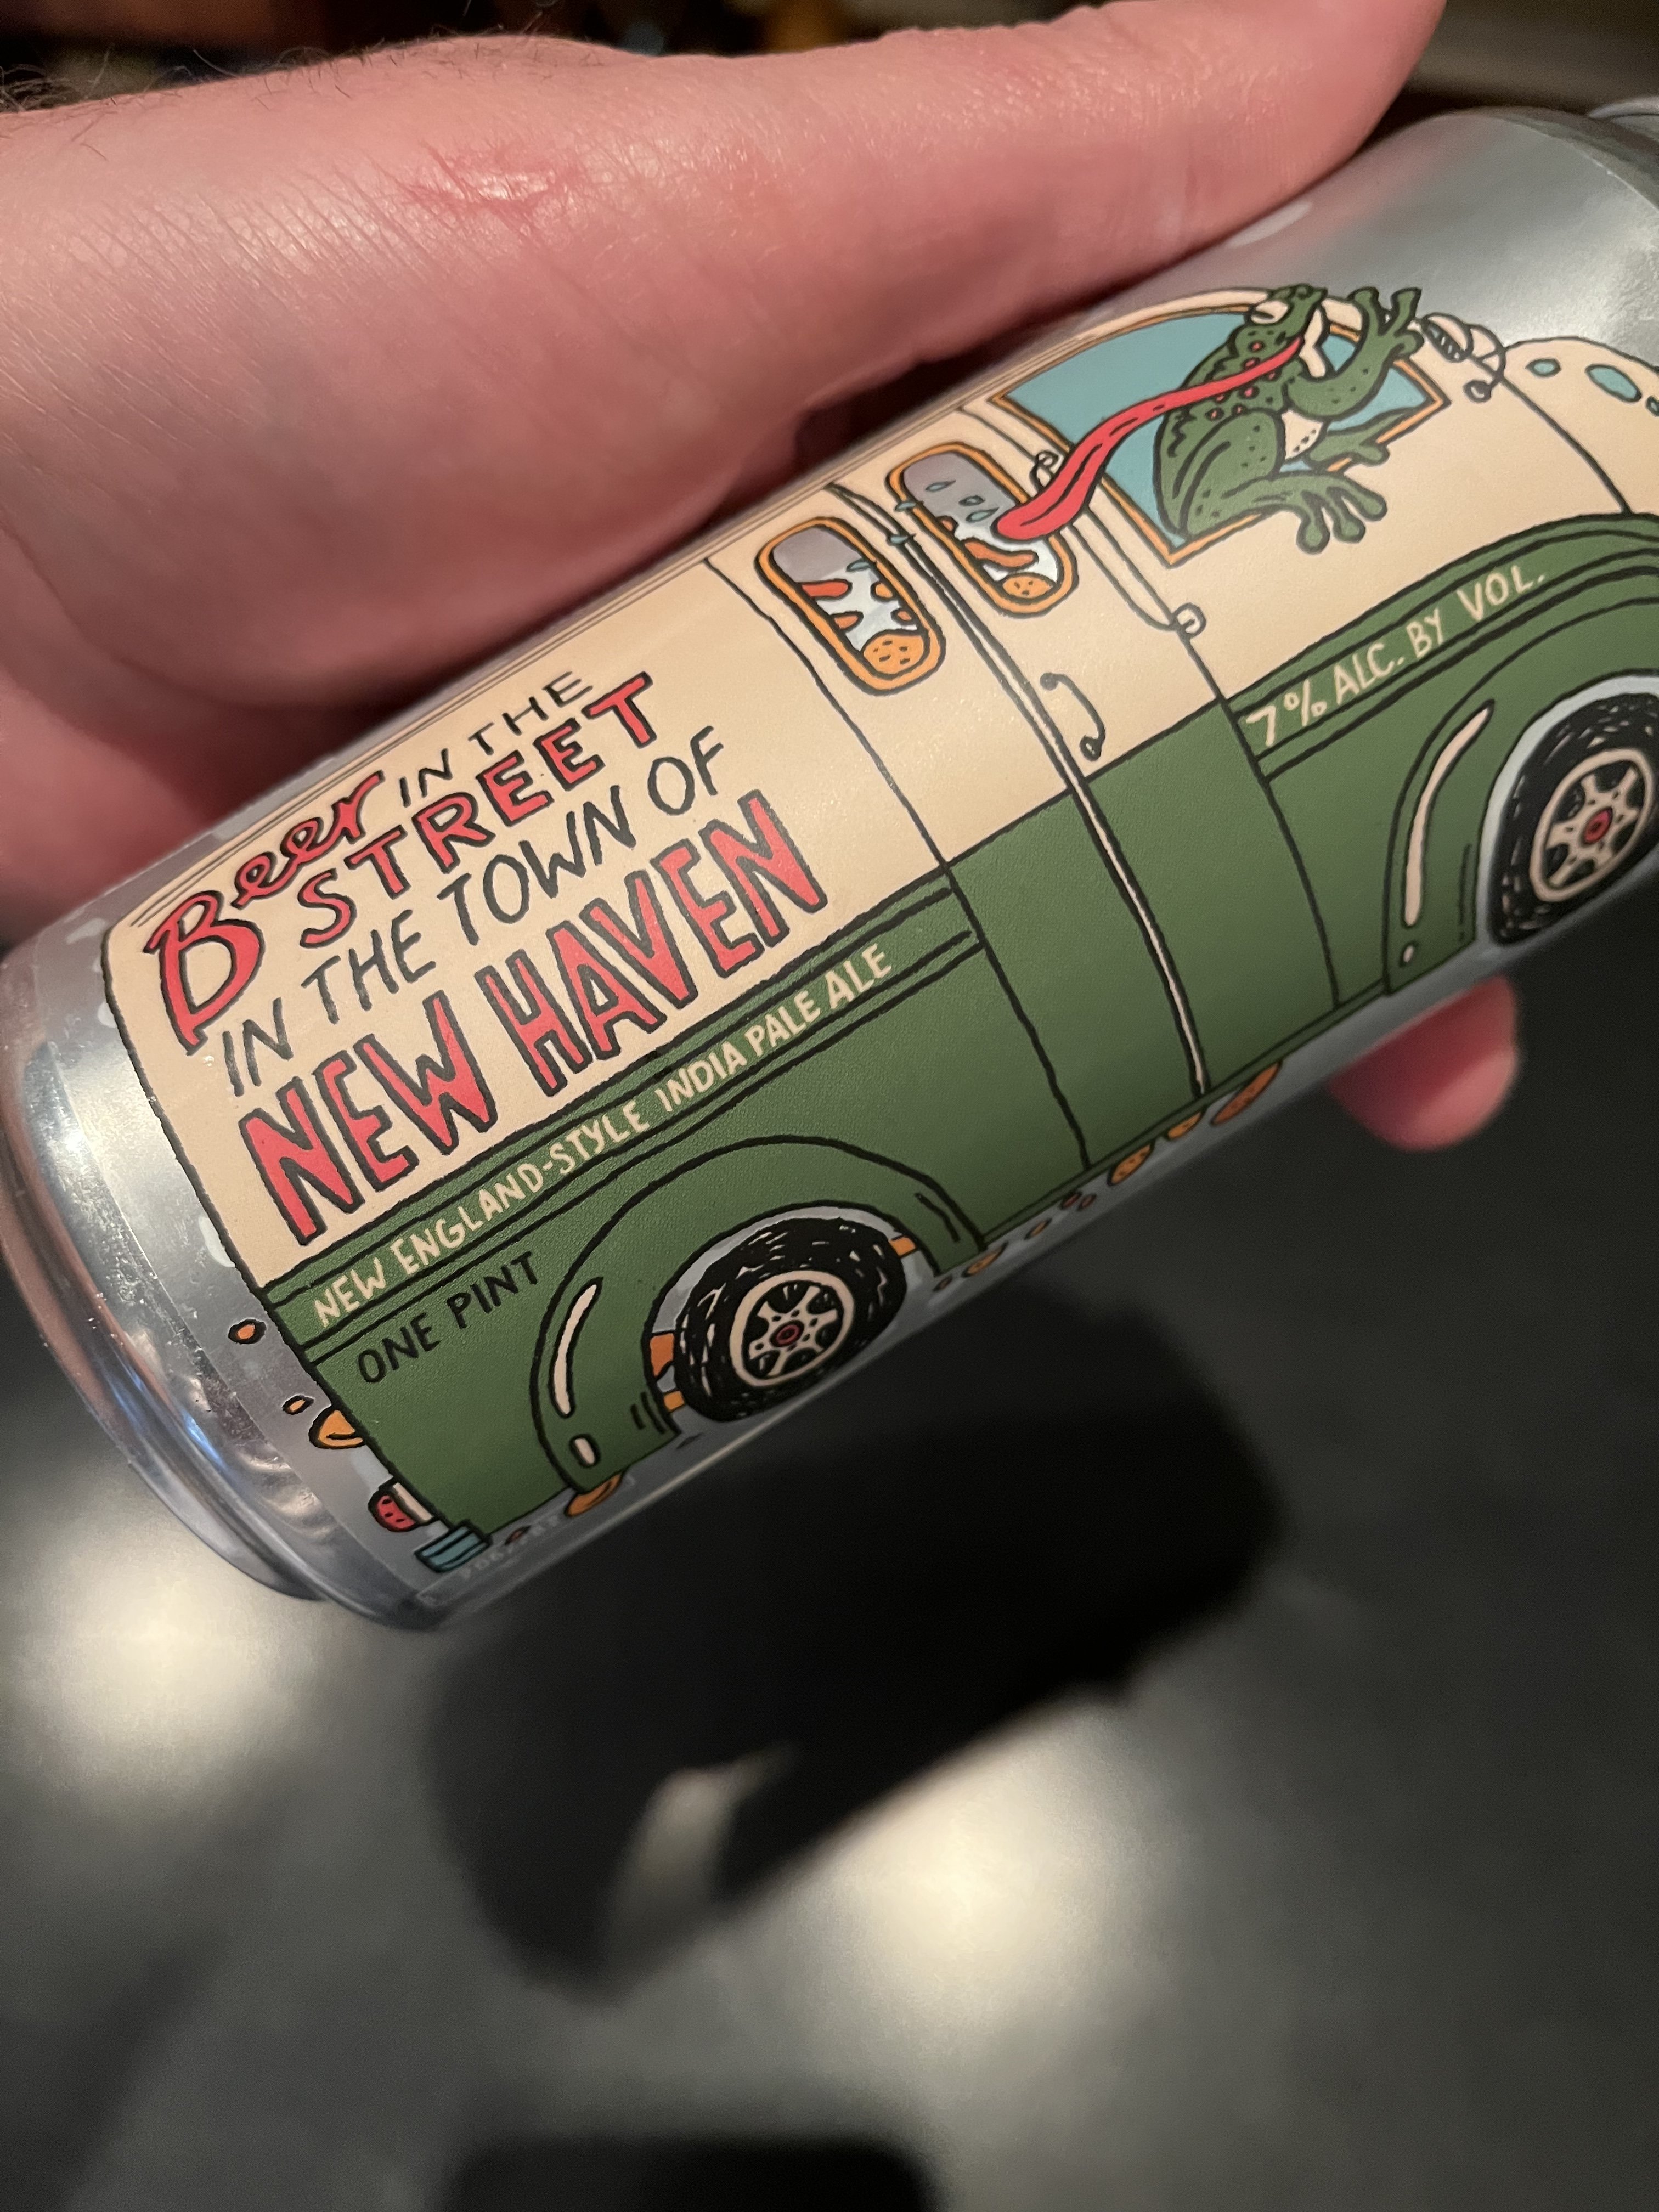 Beer IN THE
STREET
IN THE TOWN OF
NEW HAVEN
NEW ENGLAND-STYLE INDIA PALE ALE
ONE PINT
7% ALC. BY VOL.